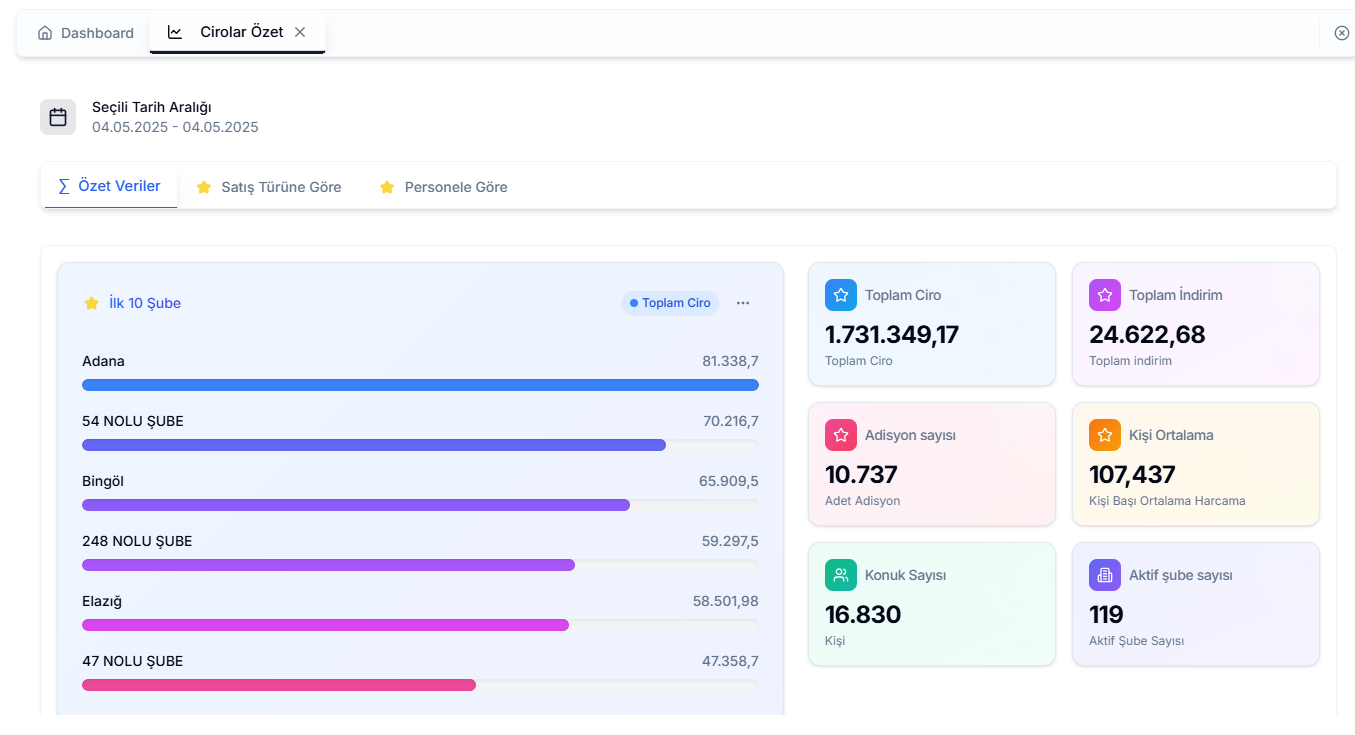 Dashboard
Cirolar Özet
Seçili Tarih Aralığı
04.05.2025 - 04.05.2025
Özet Veriler
Satış Türüne Göre
Personele Göre
İlk 10 Şube
Toplam Ciro
Adana
81.338,7
54 NOLU ŞUBE
70.216,7
Bingöl
65.909,5
248 NOLU ŞUBE
59.297,5
Elazığ
58.501,98
47 NOLU ŞUBE
47.358,7
Toplam Ciro
1.731.349,17
Toplam Ciro
Toplam İndirim
24.622,68
Toplam indirim
Adisyon sayısı
10.737
Adet Adisyon
Kişi Ortalama
107,437
Kişi Başı Ortalama Harcama
Konuk Sayısı
16.830
Kişi
Aktif şube sayısı
119
Aktif Şube Sayısı